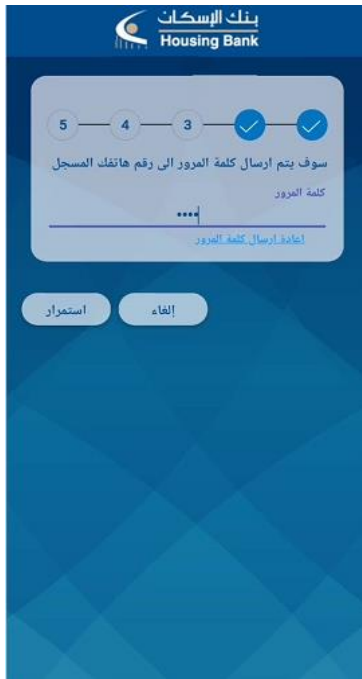 بنك الإسكان
Housing Bank
3 4 5
سوف يتم ارسال كلمة المرور الى رقم هاتفك المسجل
كلمة المرور
••••
اعادة ارسال كلمة المرور
إلغاء
استمرار